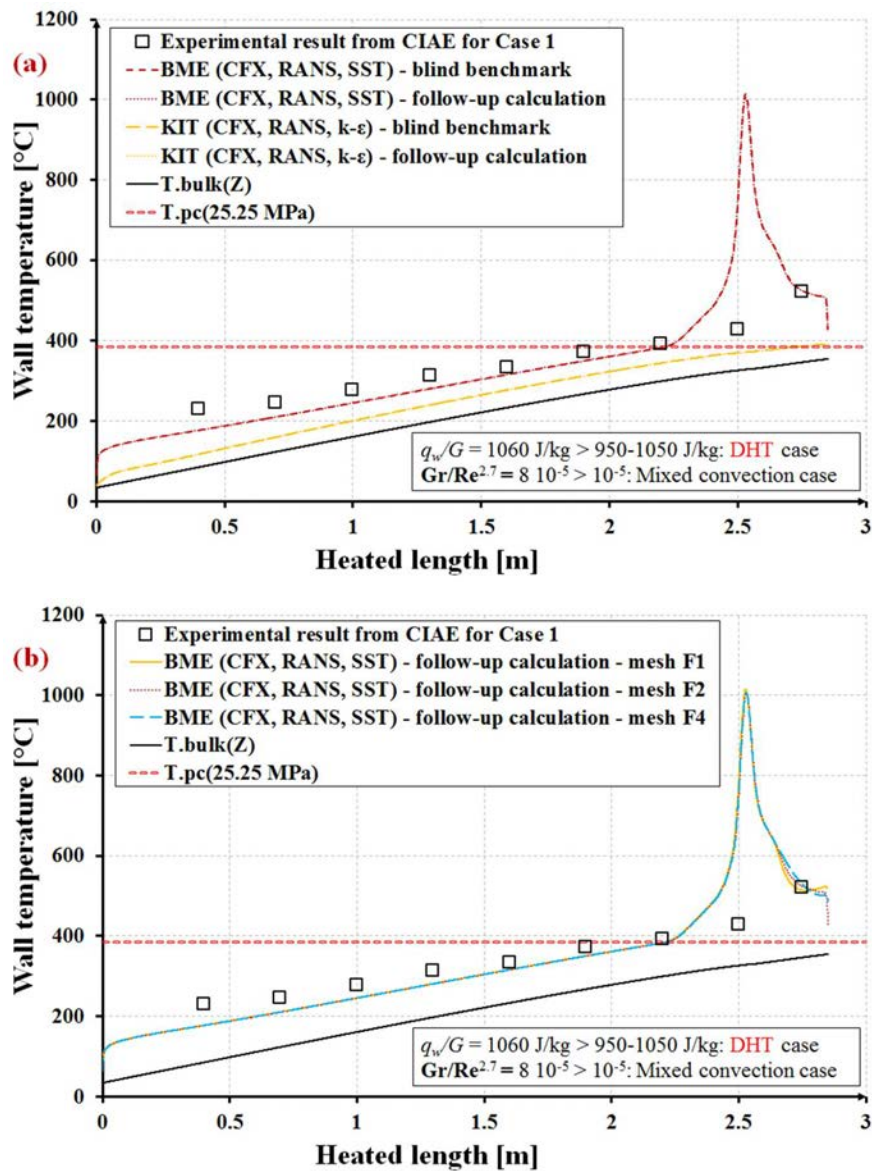 (a)
1200
1000
800
600
400
200
0
Wall temperature [°C]
Experimental result from CIAE for Case 1
BME (CFX, RANS, SST) - blind benchmark
BME (CFX, RANS, SST) - follow-up calculation
KIT (CFX, RANS, k-ε) - blind benchmark
KIT (CFX, RANS, k-ε) - follow-up calculation
T.bulk(Z)
T.pc(25.25 MPa)
q_w/G = 1060 J/kg > 950-1050 J/kg: DHT case
Gr/Re^2.7 = 8 10^-5 > 10^-5: Mixed convection case
0 0.5 1 1.5 2 2.5 3
Heated length [m]
(b)
1200
1000
800
600
400
200
0
Wall temperature [°C]
Experimental result from CIAE for Case 1
BME (CFX, RANS, SST) - follow-up calculation - mesh F1
BME (CFX, RANS, SST) - follow-up calculation - mesh F2
BME (CFX, RANS, SST) - follow-up calculation - mesh F4
T.bulk(Z)
T.pc(25.25 MPa)
q_w/G = 1060 J/kg > 950-1050 J/kg: DHT case
Gr/Re^2.7 = 8 10^-5 > 10^-5: Mixed convection case
0 0.5 1 1.5 2 2.5 3
Heated length [m]